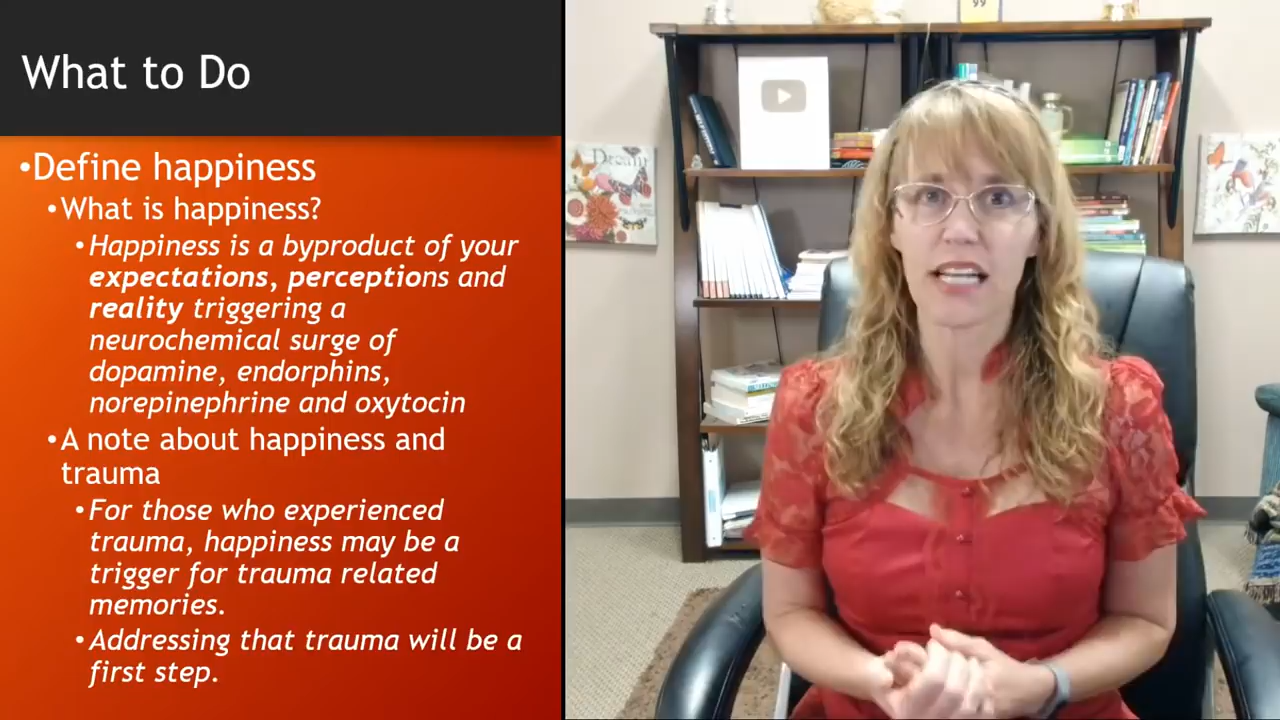 What to Do
•Define happiness
•What is happiness?
•Happiness is a byproduct of your
expectations, perceptions and
reality triggering a
neurochemical surge of
dopamine, endorphins,
norepinephrine and oxytocin
•A note about happiness and
trauma
•For those who experienced
trauma, happiness may be a
trigger for trauma related
memories.
•Addressing that trauma will be a
first step.
Dream
99